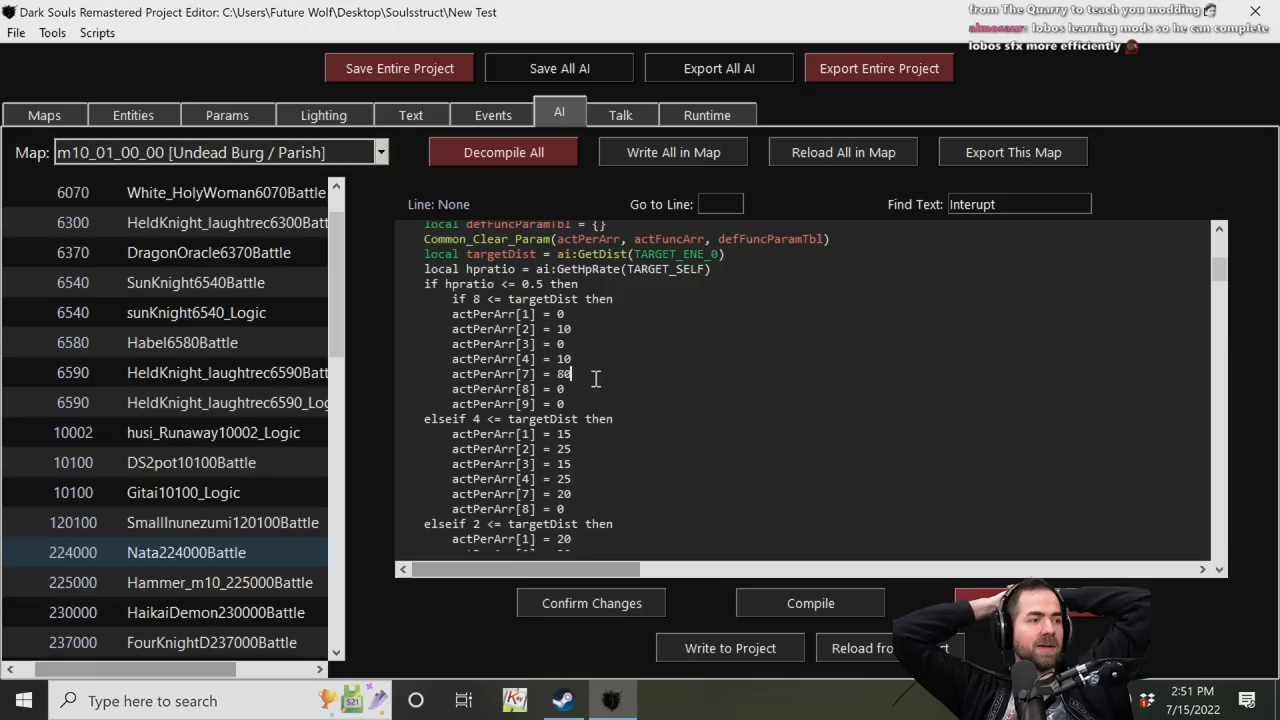 Dark Souls Remastered Project Editor: C:\Users\Future Wolf\Desktop\Soulsstruct\New Test
from The Quarry to teach you modding
almosaur: lobos learning mods so he can complete
lobos sfx more efficiently
File Tools Scripts
Save Entire Project Save All AI Export All AI Export Entire Project
Maps Entities Params Lighting Text Events AI Talk Runtime
Map: m10_01_00_00 [Undead Burg / Parish] Decompile All Write All in Map Reload All in Map Export This Map
Line: None Go to Line: Find Text: Interupt
6070 White_HolyWoman6070Battle
6300 HeldKnight_laughtrec6300Batt
6370 DragonOracle6370Battle
6540 SunKnight6540Battle
6540 sunKnight6540_Logic
6580 Habel6580Battle
6590 HeldKnight_laughtrec6590Batt
6590 HeldKnight_laughtrec6590_Log
10002 husi_Runaway10002_Logic
10100 DS2pot10100Battle
10100 Gitai10100_Logic
120100 SmallInunezumi120100Battle
224000 Nata224000Battle
225000 Hammer_m10_225000Battle
230000 HaikaiDemon230000Battle
237000 FourKnightD237000Battle
local defFuncParamTbl = {}
Common_Clear_Param(actPerArr, actFuncArr, defFuncParamTbl)
local targetDist = ai:GetDist(TARGET_ENE_0)
local hpratio = ai:GetHpRate(TARGET_SELF)
if hpratio <= 0.5 then
if 8 <= targetDist then
actPerArr[1] = 0
actPerArr[2] = 10
actPerArr[3] = 0
actPerArr[4] = 10
actPerArr[7] = 80
actPerArr[8] = 0
actPerArr[9] = 0
elseif 4 <= targetDist then
actPerArr[1] = 15
actPerArr[2] = 25
actPerArr[3] = 15
actPerArr[4] = 25
actPerArr[7] = 20
actPerArr[8] = 0
elseif 2 <= targetDist then
actPerArr[1] = 20
Confirm Changes Compile
Write to Project Reload
Type here to search
521
Key
2:51 PM
7/15/2022